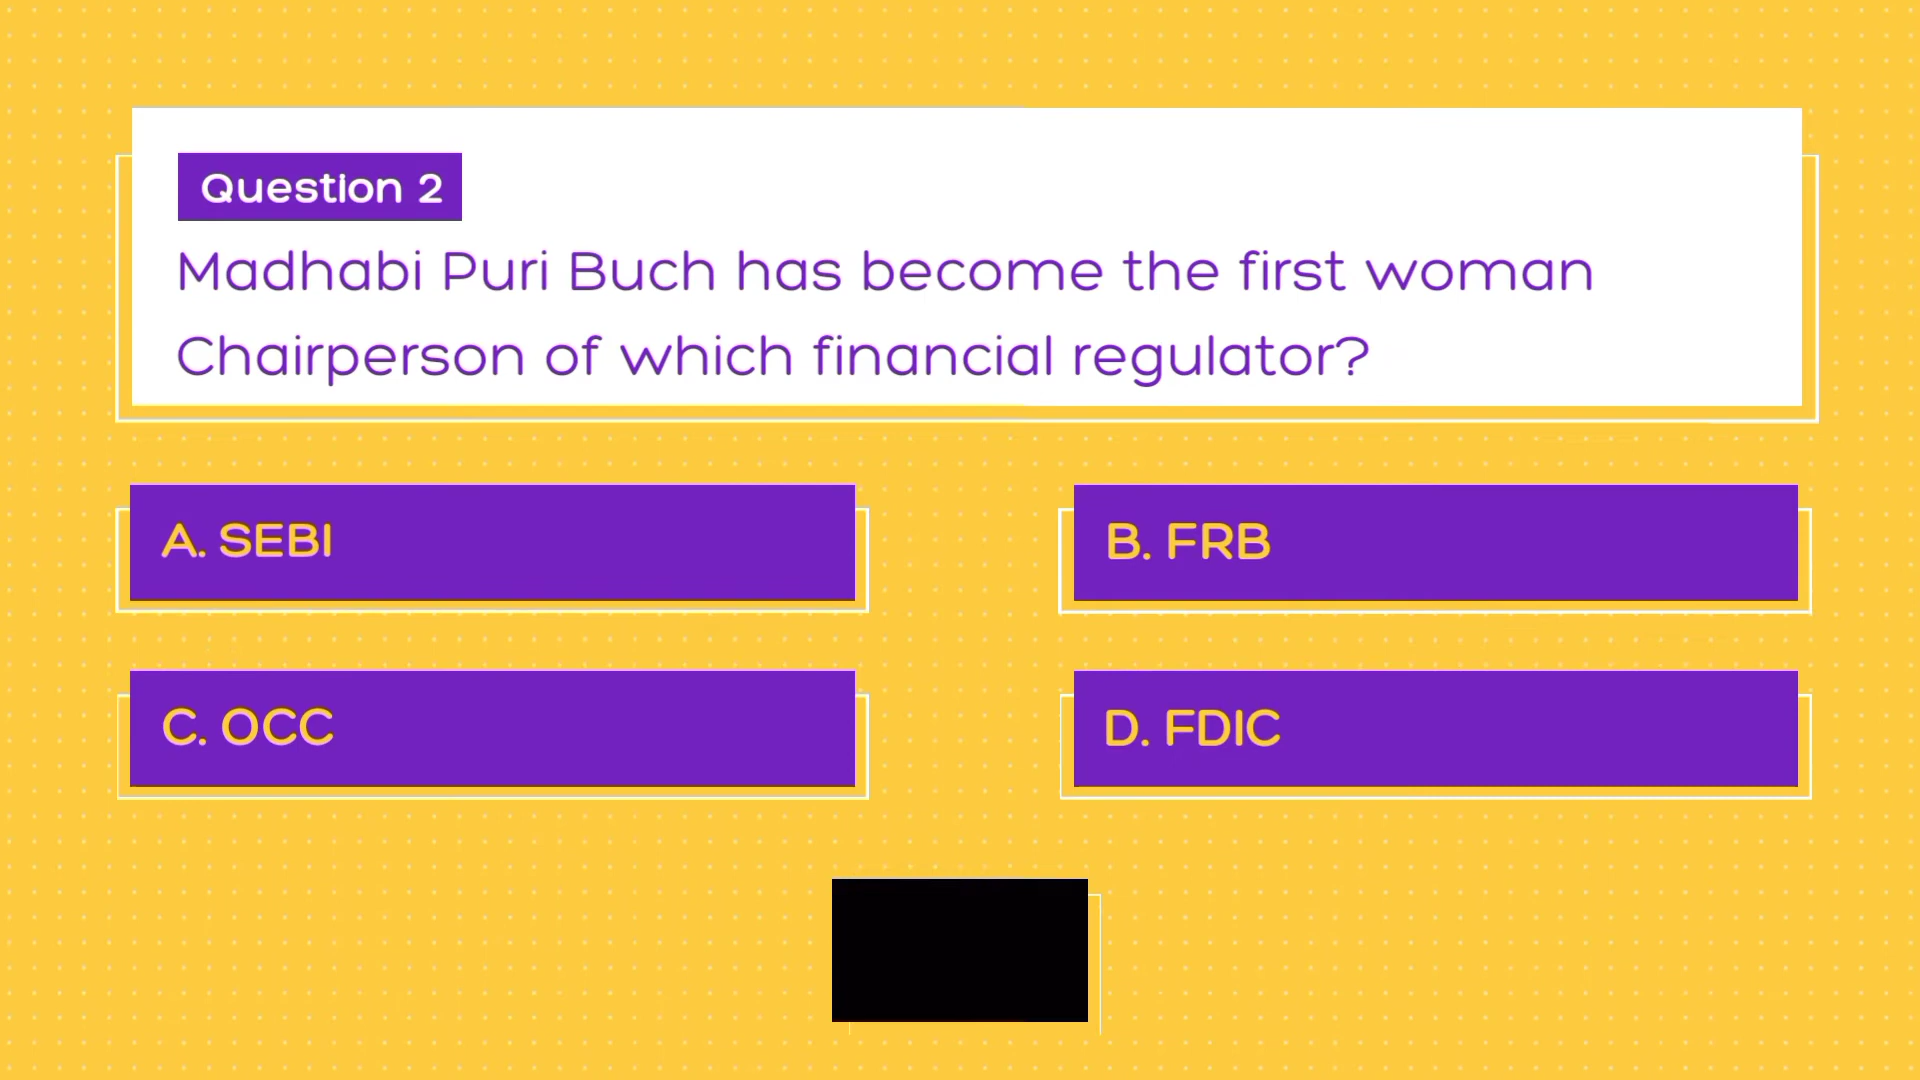 Question 2
Madhabi Puri Buch has become the first woman
Chairperson of which financial regulator?
A. SEBI
B. FRB
C. OCC
D. FDIC